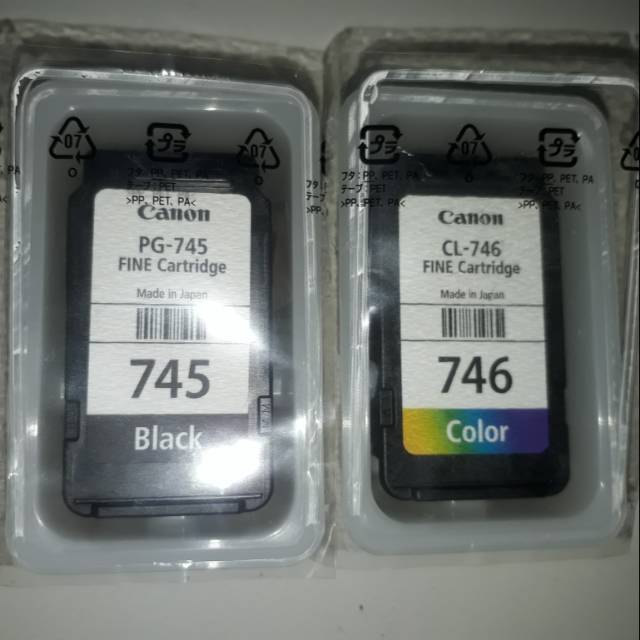 07
プラ
07
O
O
フタ:PP, PET, PA
テープ:PET
>PP, PET, PA<
Canon
PG-745
FINE Cartridge
Made in Japan
745
Black
プラ
07
プラ
O
フタ:PP, PET, PA
テープ:PET
>PP, PET, PA<
フタ:PP, PET, PA
テープ:PET
>PP, PET, PA<
Canon
CL-746
FINE Cartridge
Made in Japan
746
Color